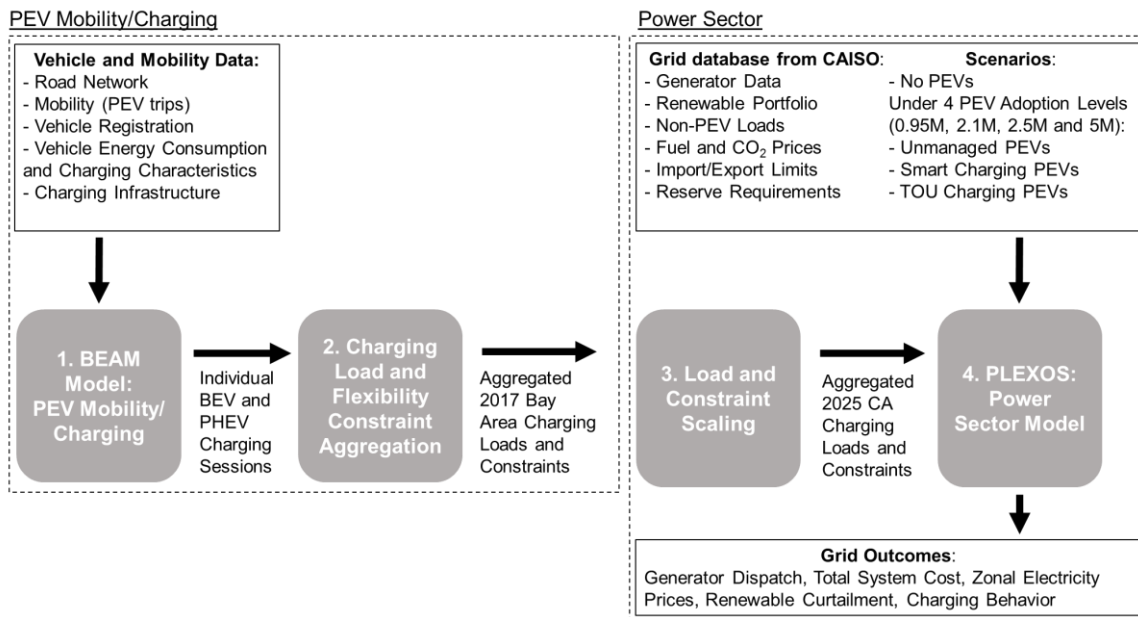 PEV Mobility/Charging
Vehicle and Mobility Data:
- Road Network
- Mobility (PEV trips)
- Vehicle Registration
- Vehicle Energy Consumption
and Charging Characteristics
- Charging Infrastructure
1. BEAM
Model:
PEV Mobility/
Charging
Individual
BEV and
PHEV
Charging
Sessions
2. Charging
Load and
Flexibility
Constraint
Aggregation
Aggregated
2017 Bay
Area Charging
Loads and
Constraints
Power Sector
Grid database from CAISO:
- Generator Data
- Renewable Portfolio
- Non-PEV Loads
- Fuel and CO₂ Prices
- Import/Export Limits
- Reserve Requirements
Scenarios:
- No PEVs
Under 4 PEV Adoption Levels
(0.95M, 2.1M, 2.5M and 5M):
- Unmanaged PEVs
- Smart Charging PEVs
- TOU Charging PEVs
3. Load and
Constraint
Scaling
Aggregated
2025 CA
Charging
Loads and
Constraints
4. PLEXOS:
Power
Sector Model
Grid Outcomes:
Generator Dispatch, Total System Cost, Zonal Electricity
Prices, Renewable Curtailment, Charging Behavior